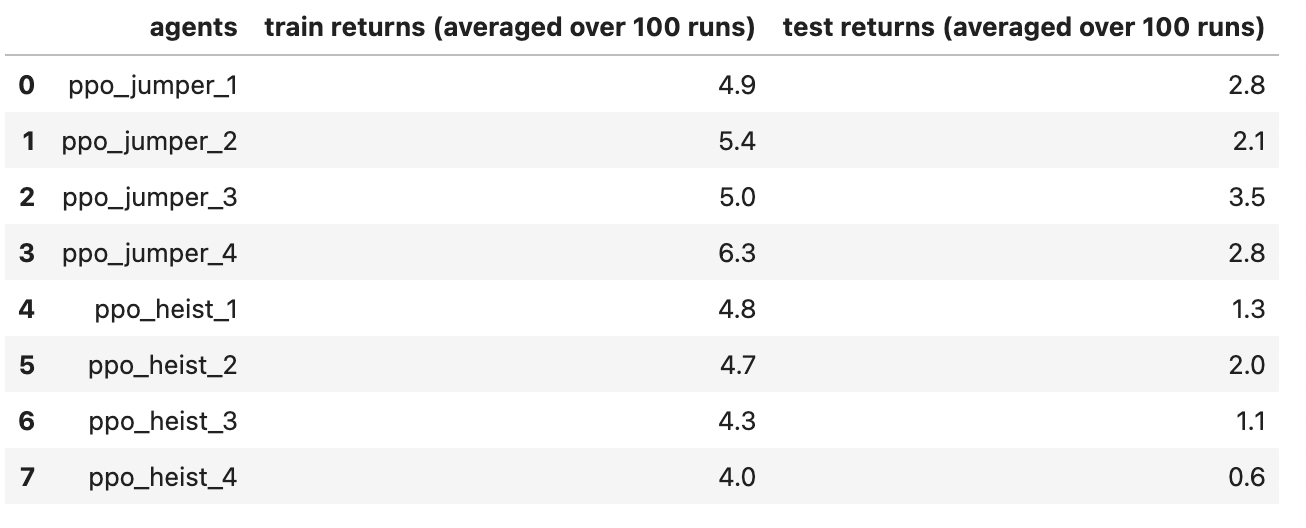 agents train returns (averaged over 100 runs) test returns (averaged over 100 runs)
0 ppo_jumper_1 4.9 2.8
1 ppo_jumper_2 5.4 2.1
2 ppo_jumper_3 5.0 3.5
3 ppo_jumper_4 6.3 2.8
4 ppo_heist_1 4.8 1.3
5 ppo_heist_2 4.7 2.0
6 ppo_heist_3 4.3 1.1
7 ppo_heist_4 4.0 0.6